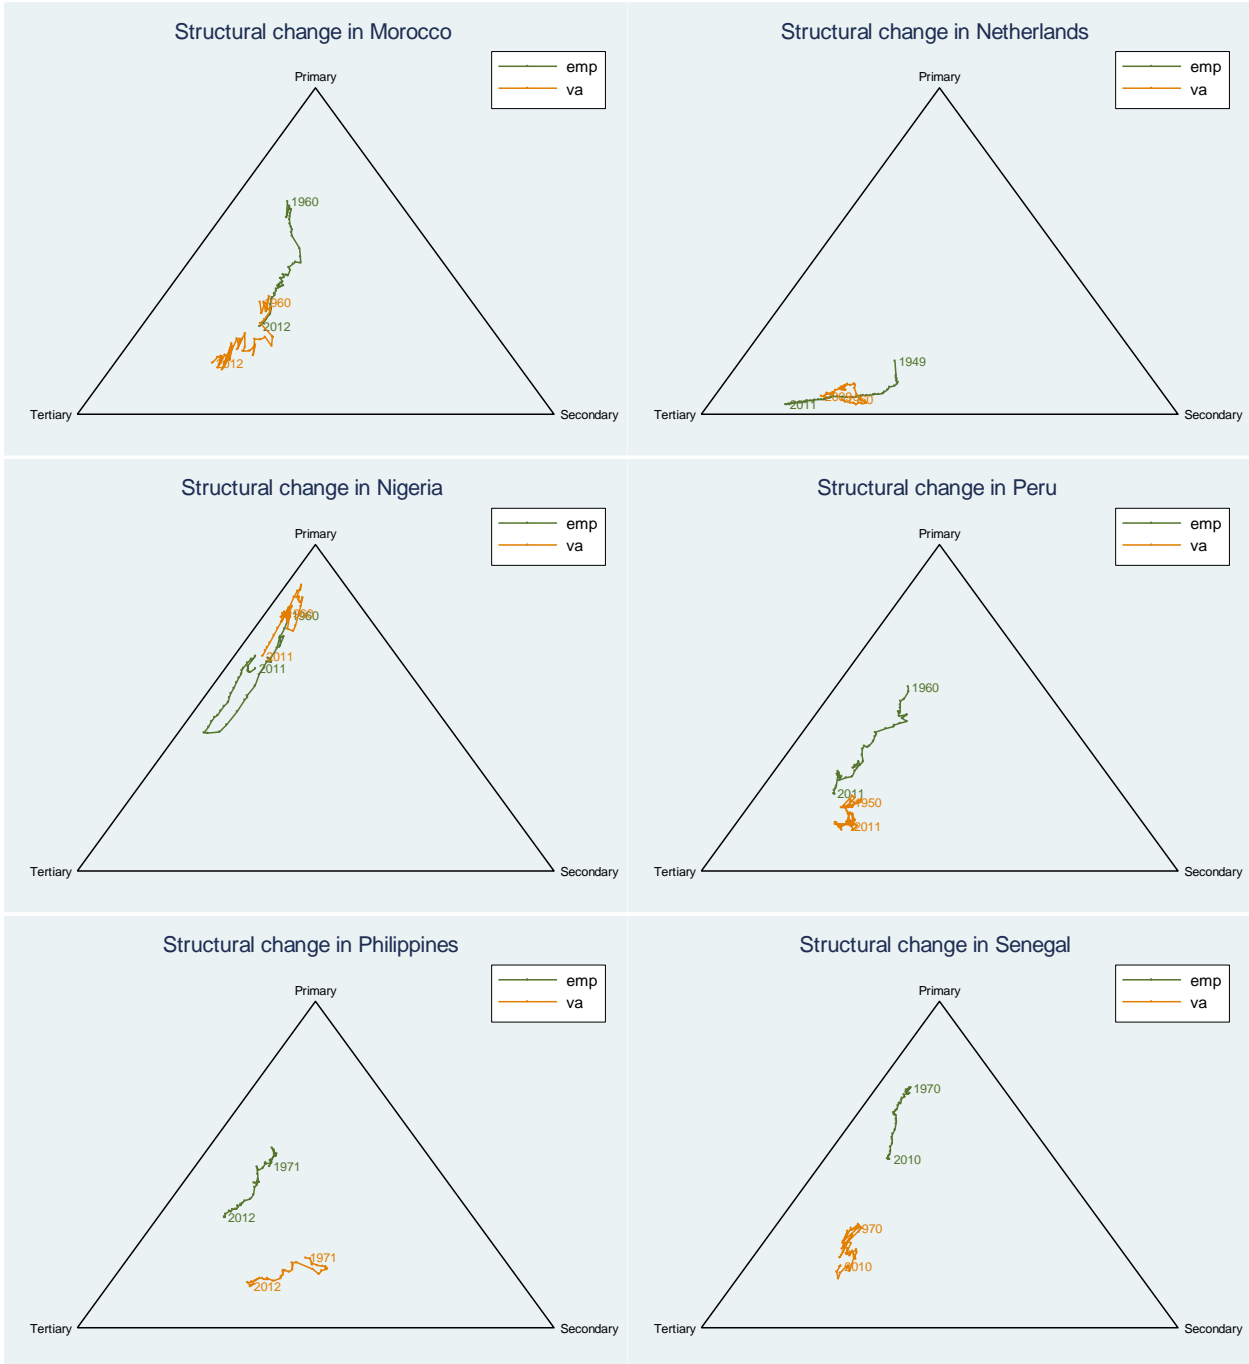 Structural change in Morocco
emp
va
Primary
1960
1960
2012
2012
Tertiary
Secondary
Structural change in Netherlands
emp
va
Primary
1949
2011
Tertiary
Secondary
Structural change in Nigeria
emp
va
Primary
1960
2011
2011
Tertiary
Secondary
Structural change in Peru
emp
va
Primary
1960
2011
1950
2011
Tertiary
Secondary
Structural change in Philippines
emp
va
Primary
1971
2012
1971
2012
Tertiary
Secondary
Structural change in Senegal
emp
va
Primary
1970
2010
1970
2010
Tertiary
Secondary